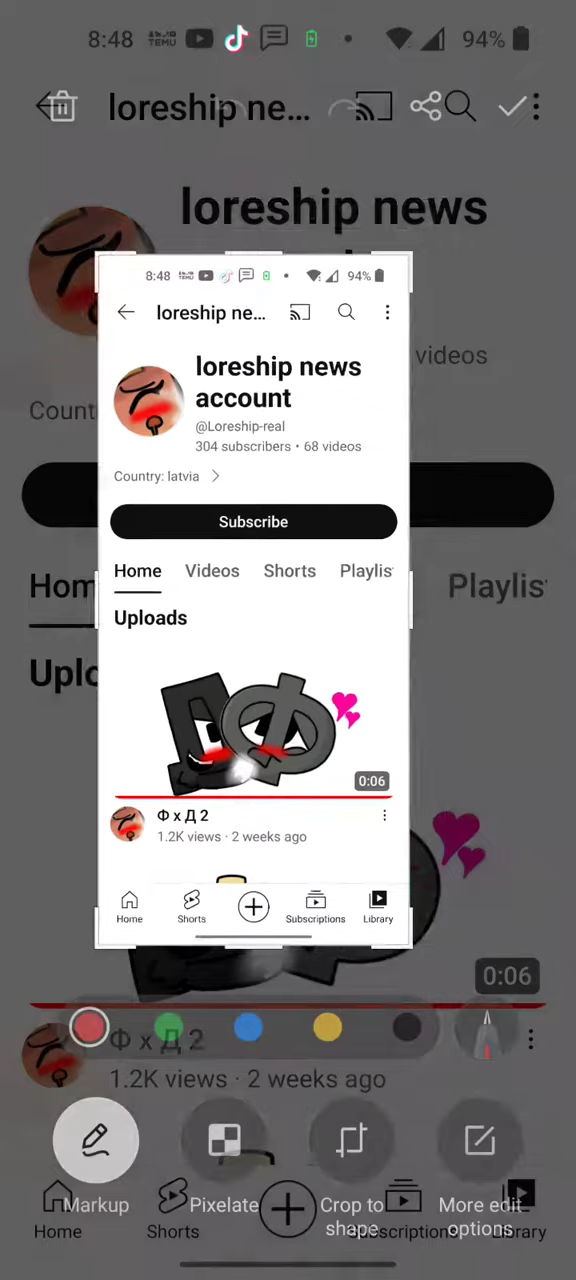 8:48
TEMU
94%
loreship ne...
loreship news
8:48
TEMU
94%
loreship ne...
loreship news
account
@Loreship-real
304 subscribers • 68 videos
videos
Count
Country: latvia
Subscribe
Hom
Home
Videos
Shorts
Playlis
Playlis
Uploads
Uplo
0:06
Ф x Д 2
1.2K views · 2 weeks ago
Home
Shorts
Subscriptions
Library
0:06
Ф x Д 2
1.2K views · 2 weeks ago
Markup
Pixelate
Crop to
shape
More edit
options
Home
Shorts
Subscriptions
Library